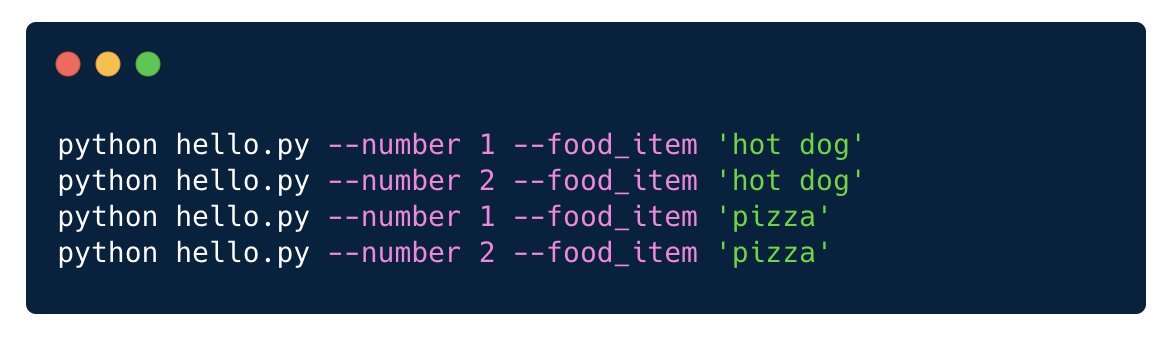 python hello.py --number 1 --food_item 'hot dog'
python hello.py --number 2 --food_item 'hot dog'
python hello.py --number 1 --food_item 'pizza'
python hello.py --number 2 --food_item 'pizza'